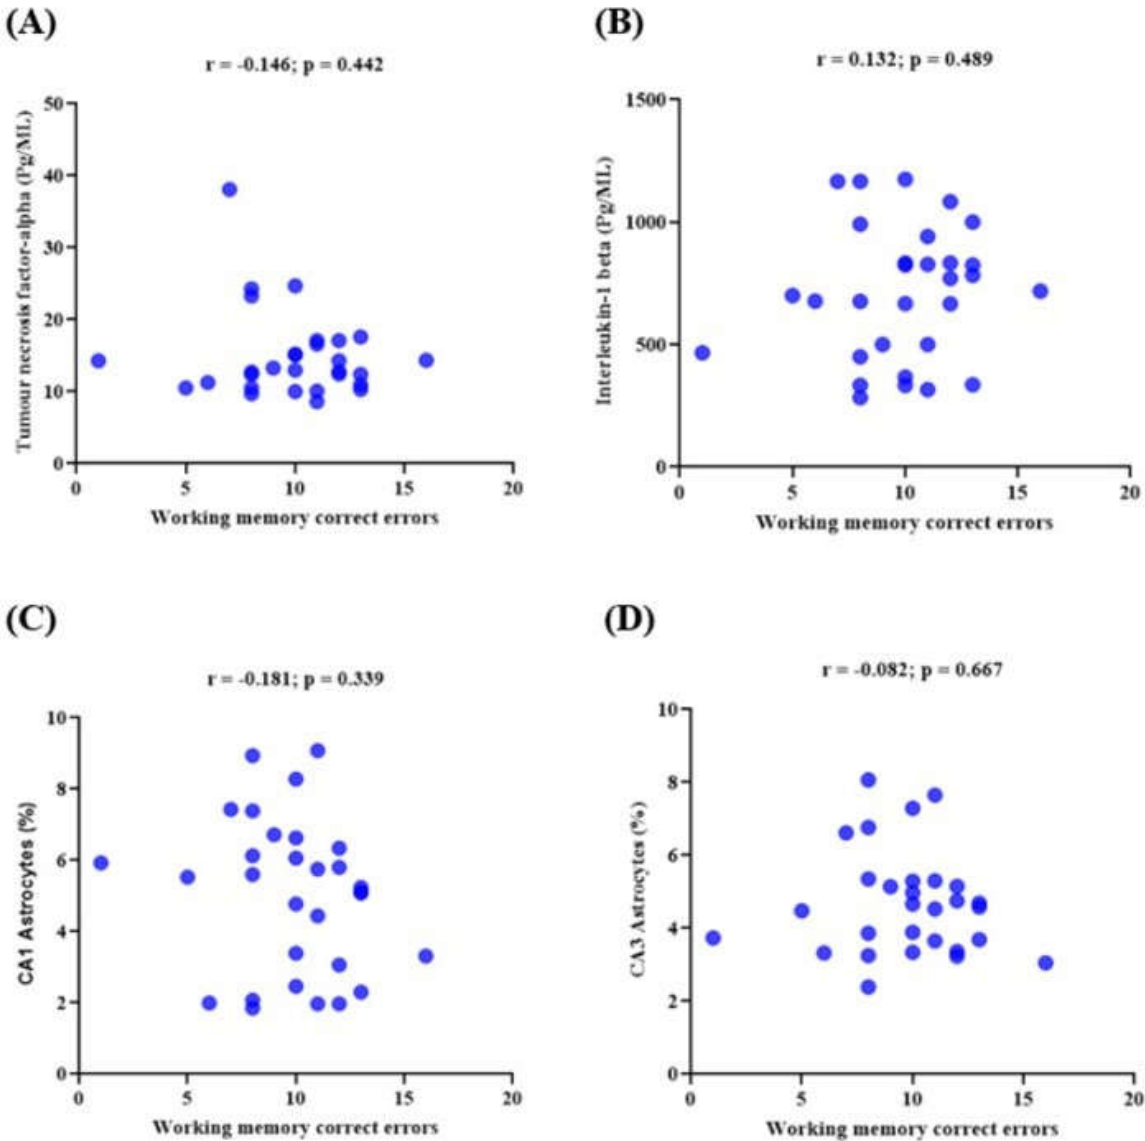 (A)
r = -0.146; p = 0.442
Tumour necrosis factor-alpha (Pg/ML)
50
40
30
20
10
0
0 5 10 15 20
Working memory correct errors
(B)
r = 0.132; p = 0.489
Interleukin-1 beta (Pg/ML)
1500
1000
500
0
0 5 10 15 20
Working memory correct errors
(C)
r = -0.181; p = 0.339
CA1 Astrocytes (%)
10
8
6
4
2
0
0 5 10 15 20
Working memory correct errors
(D)
r = -0.082; p = 0.667
CA3 Astrocytes (%)
10
8
6
4
2
0
0 5 10 15 20
Working memory correct errors